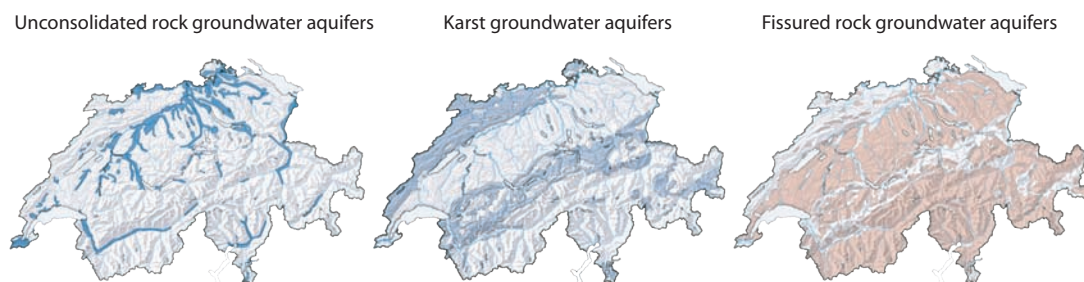 Unconsolidated rock groundwater aquifers
Karst groundwater aquifers
Fissured rock groundwater aquifers